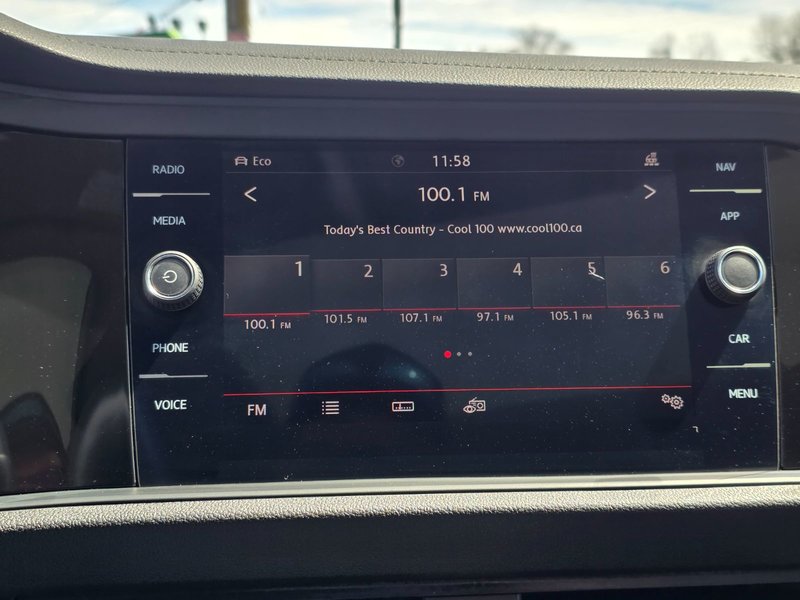 RADIO
MEDIA
PHONE
VOICE
Eco 11:58
< 100.1 FM >
Today's Best Country - Cool 100 www.cool100.ca
1 2 3 4 5 6
100.1 FM 101.5 FM 107.1 FM 97.1 FM 105.1 FM 96.3 FM
FM
NAV
APP
CAR
MENU